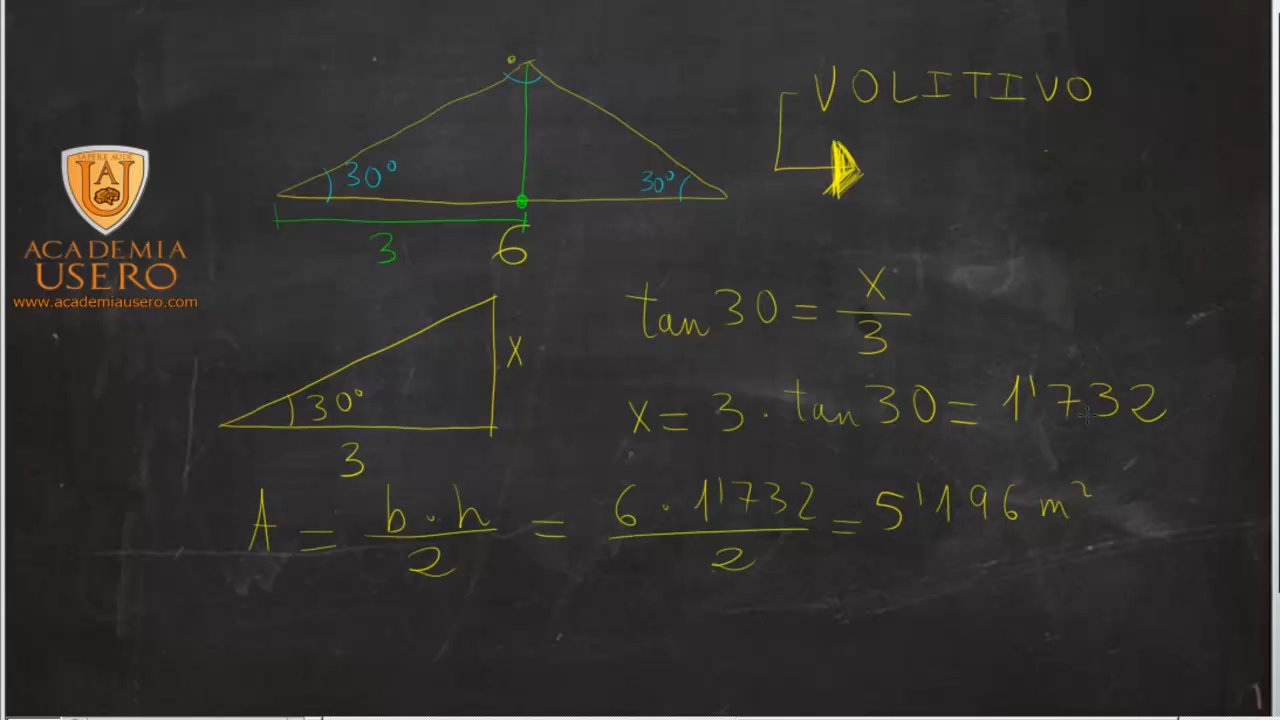 VOLITIVO
30°
30°
3
6
SAPERE AUDE
UA
ACADEMIA
USERO
www.academiausero.com
tan 30 = x/3
30°
x
3
x = 3 · tan 30 = 1'732
A = b · h/2 = 6 · 1'732/2 = 5'196 m²